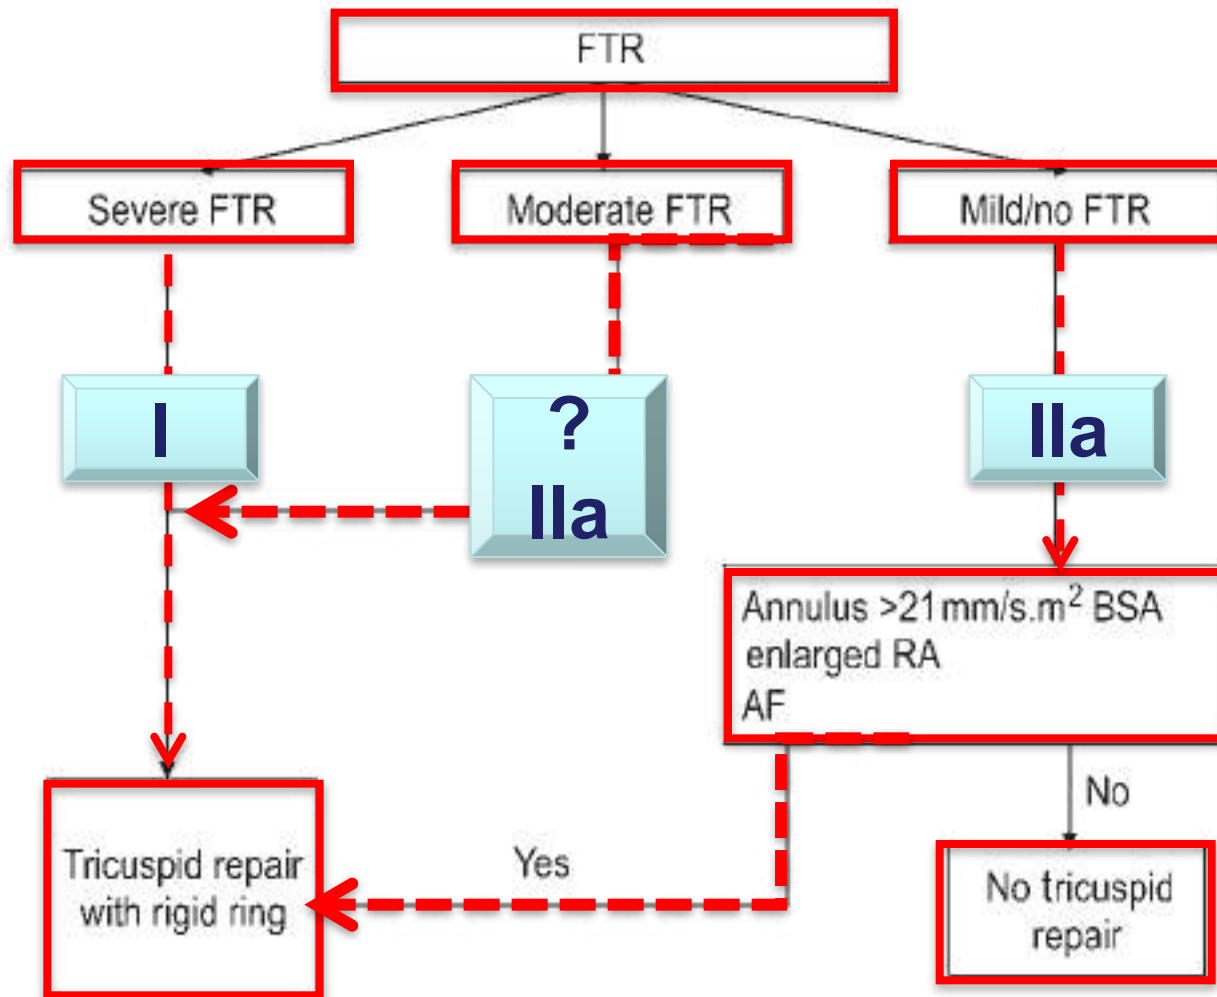 FTR
Severe FTR
Moderate FTR
Mild/no FTR
I
?
IIa
IIa
Annulus >21mm/s.m² BSA
enlarged RA
AF
No
Yes
Tricuspid repair
with rigid ring
No tricuspid
repair